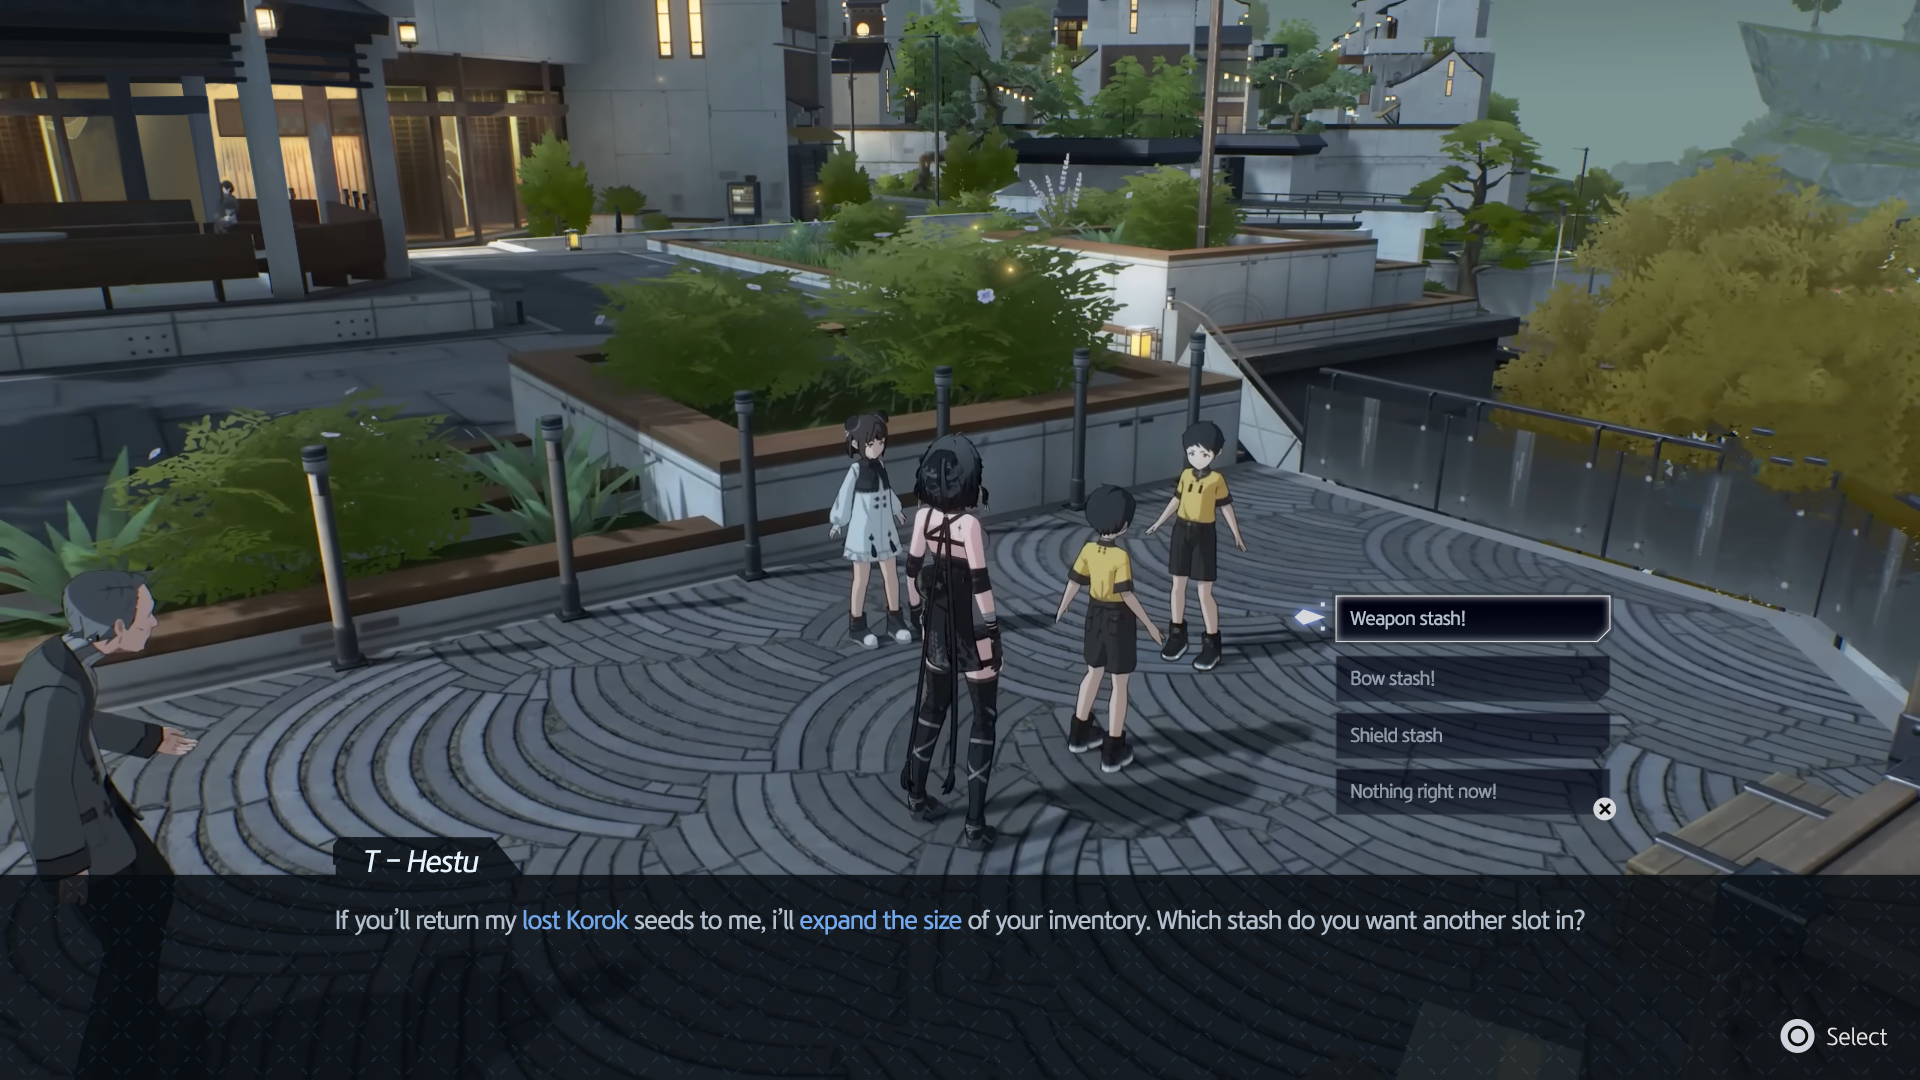 Weapon stash!
Bow stash!
Shield stash
Nothing right now!
T – Hestu
If you'll return my lost Korok seeds to me, i'll expand the size of your inventory. Which stash do you want another slot in?
Select